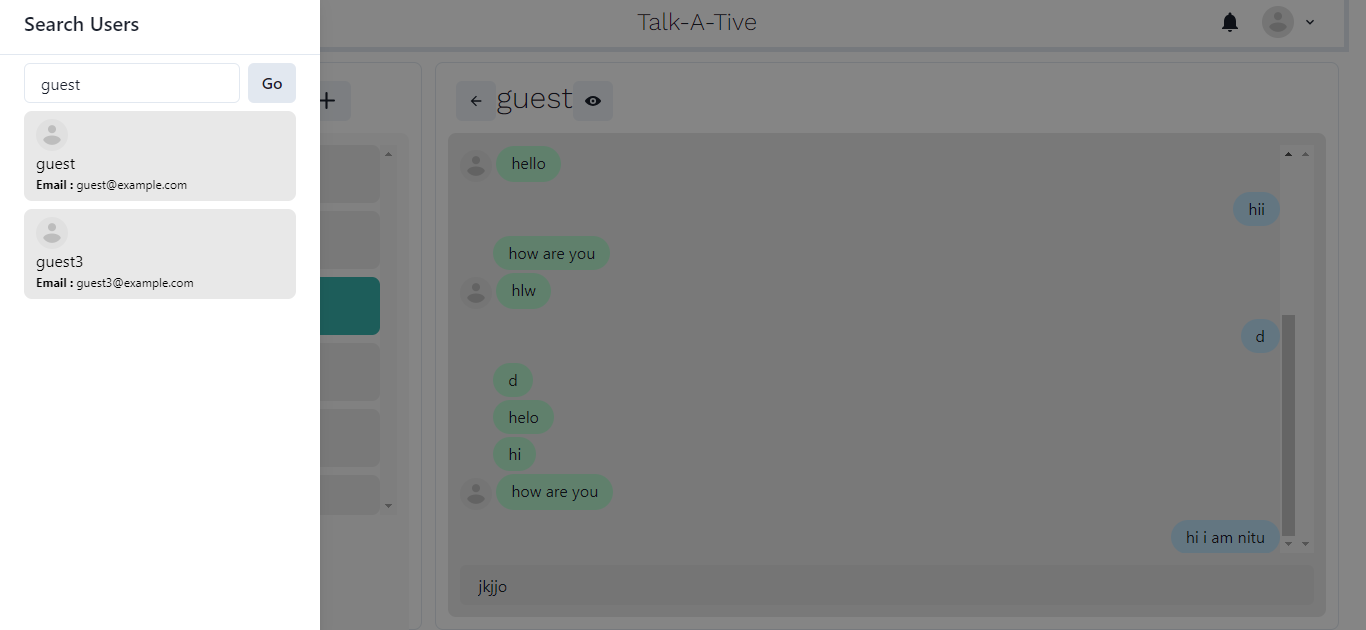 Search Users
Talk-A-Tive
guest
Go
guest
Email : guest@example.com
guest3
Email : guest3@example.com
guest
hello
hii
how are you
hlw
d
d
helo
hi
how are you
hi i am nitu
jkjjo